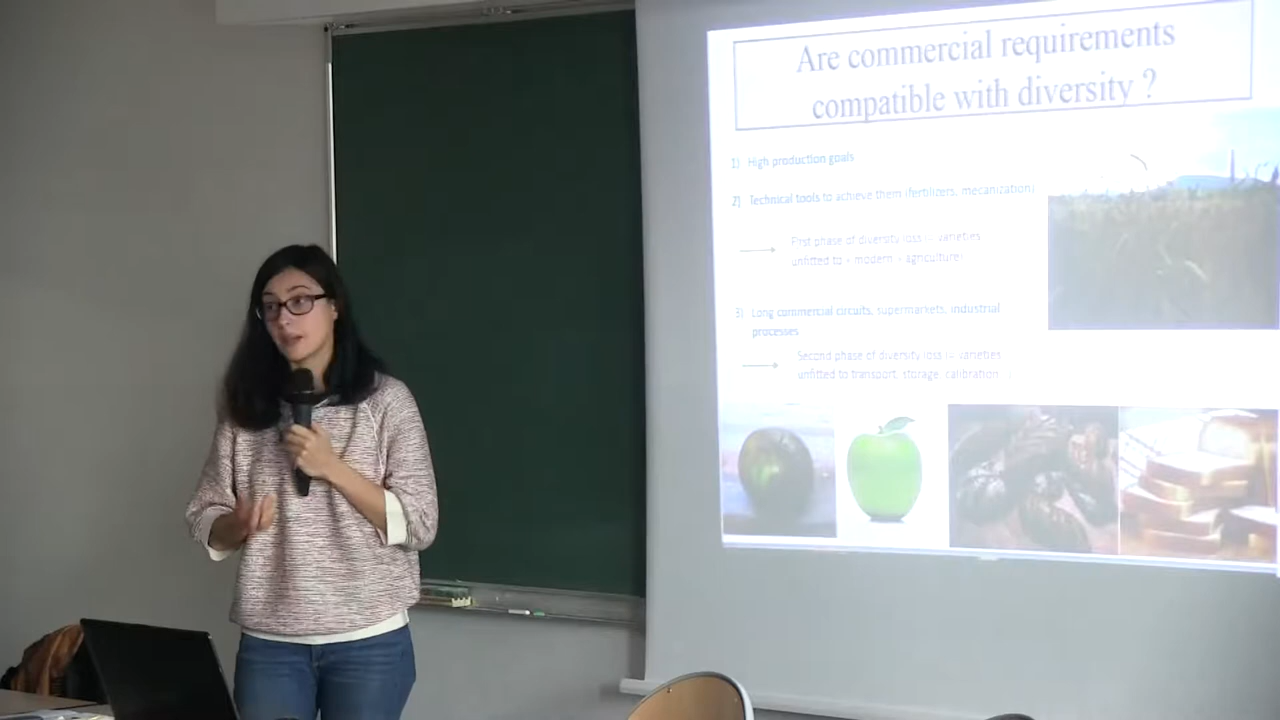 Are commercial requirements
compatible with diversity ?
1) High production goals
2) Technical tools to achieve them (fertilizers, mecanization)
First phase of diversity loss (= varieties
unfitted to « modern » agriculture)
3) Long commercial circuits, supermarkets, industrial
processes
Second phase of diversity loss (= varieties
unfitted to transport, storage, calibration